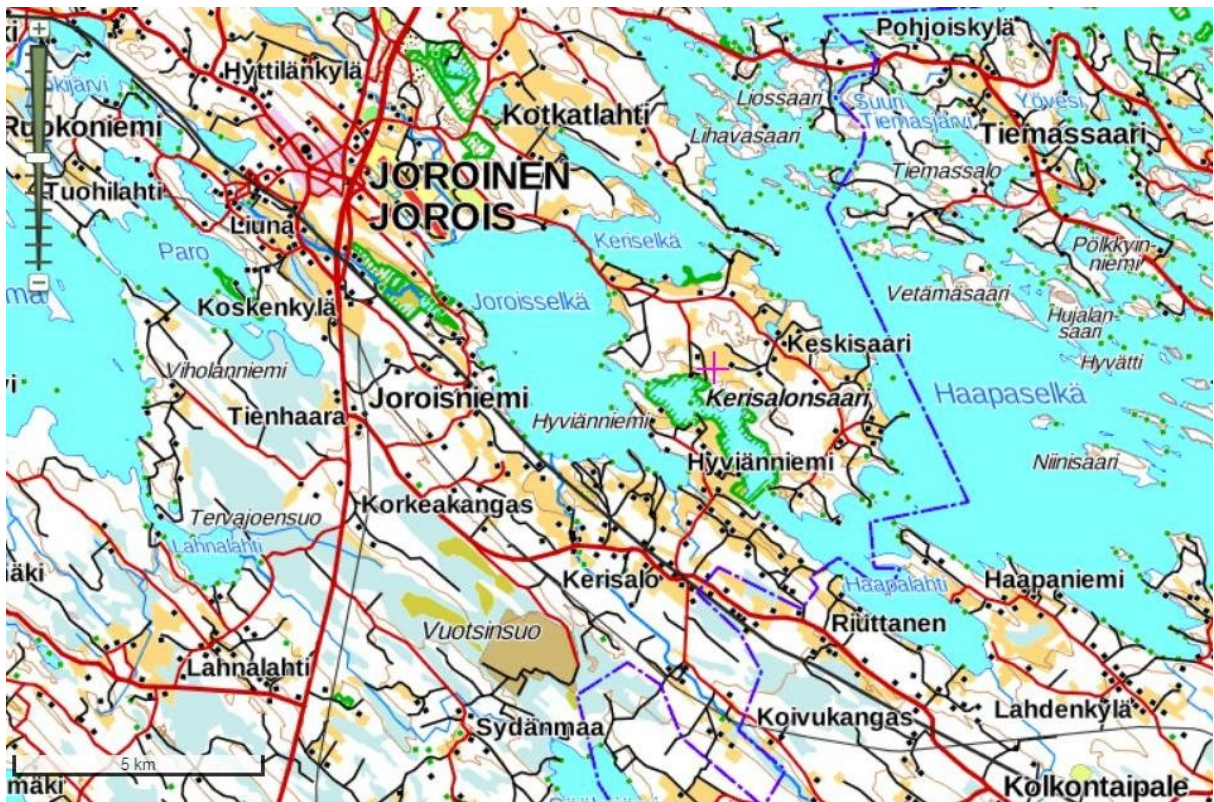 Pohjoiskylä
Hyttilänkylä
Liossaari
Suuri
Tiemasjärvi
Yövesi
Kotkatlahti
Ruokoniemi
Lihavasaari
Tiemassaari
JOROINEN
JOROIS
Tiemassalo
Tuohilahti
Liuna
Keriselkä
Paro
Pölkkyin-
niemi
Vetämäsaari
Joroisselkä
Koskenkylä
Hujalan-
saari
Keskisaari
Hyvätti
Viholanniemi
Haapaselkä
Joroisniemi
Kerisalonsaari
Tienhaara
Hyviänniemi
Hyviänniemi
Niinisaari
Korkeakangas
Tervajoensuo
Lahnalahti
Kerisalo
Haapalahti
Haapaniemi
Riuttanen
Vuotsinsuo
Lahnalahti
Koivukangas
Lahdenkylä
Sydänmaa
5 km
Kolkontaipale